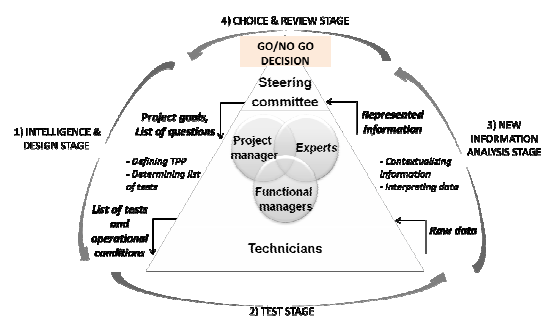 4) CHOICE & REVIEW STAGE
GO/NO GO
DECISION
Steering
committee
Project goals,
List of questions
Represented
information
1) INTELLIGENCE &
DESIGN STAGE
3) NEW
INFORMATION
ANALYSIS STAGE
Project
manager
Experts
- Defining TPP
- Determining list
of tests
- Contextualizing
information
- Interpreting data
Functional
managers
List of tests
and
operational
conditions
Raw data
Technicians
2) TEST STAGE